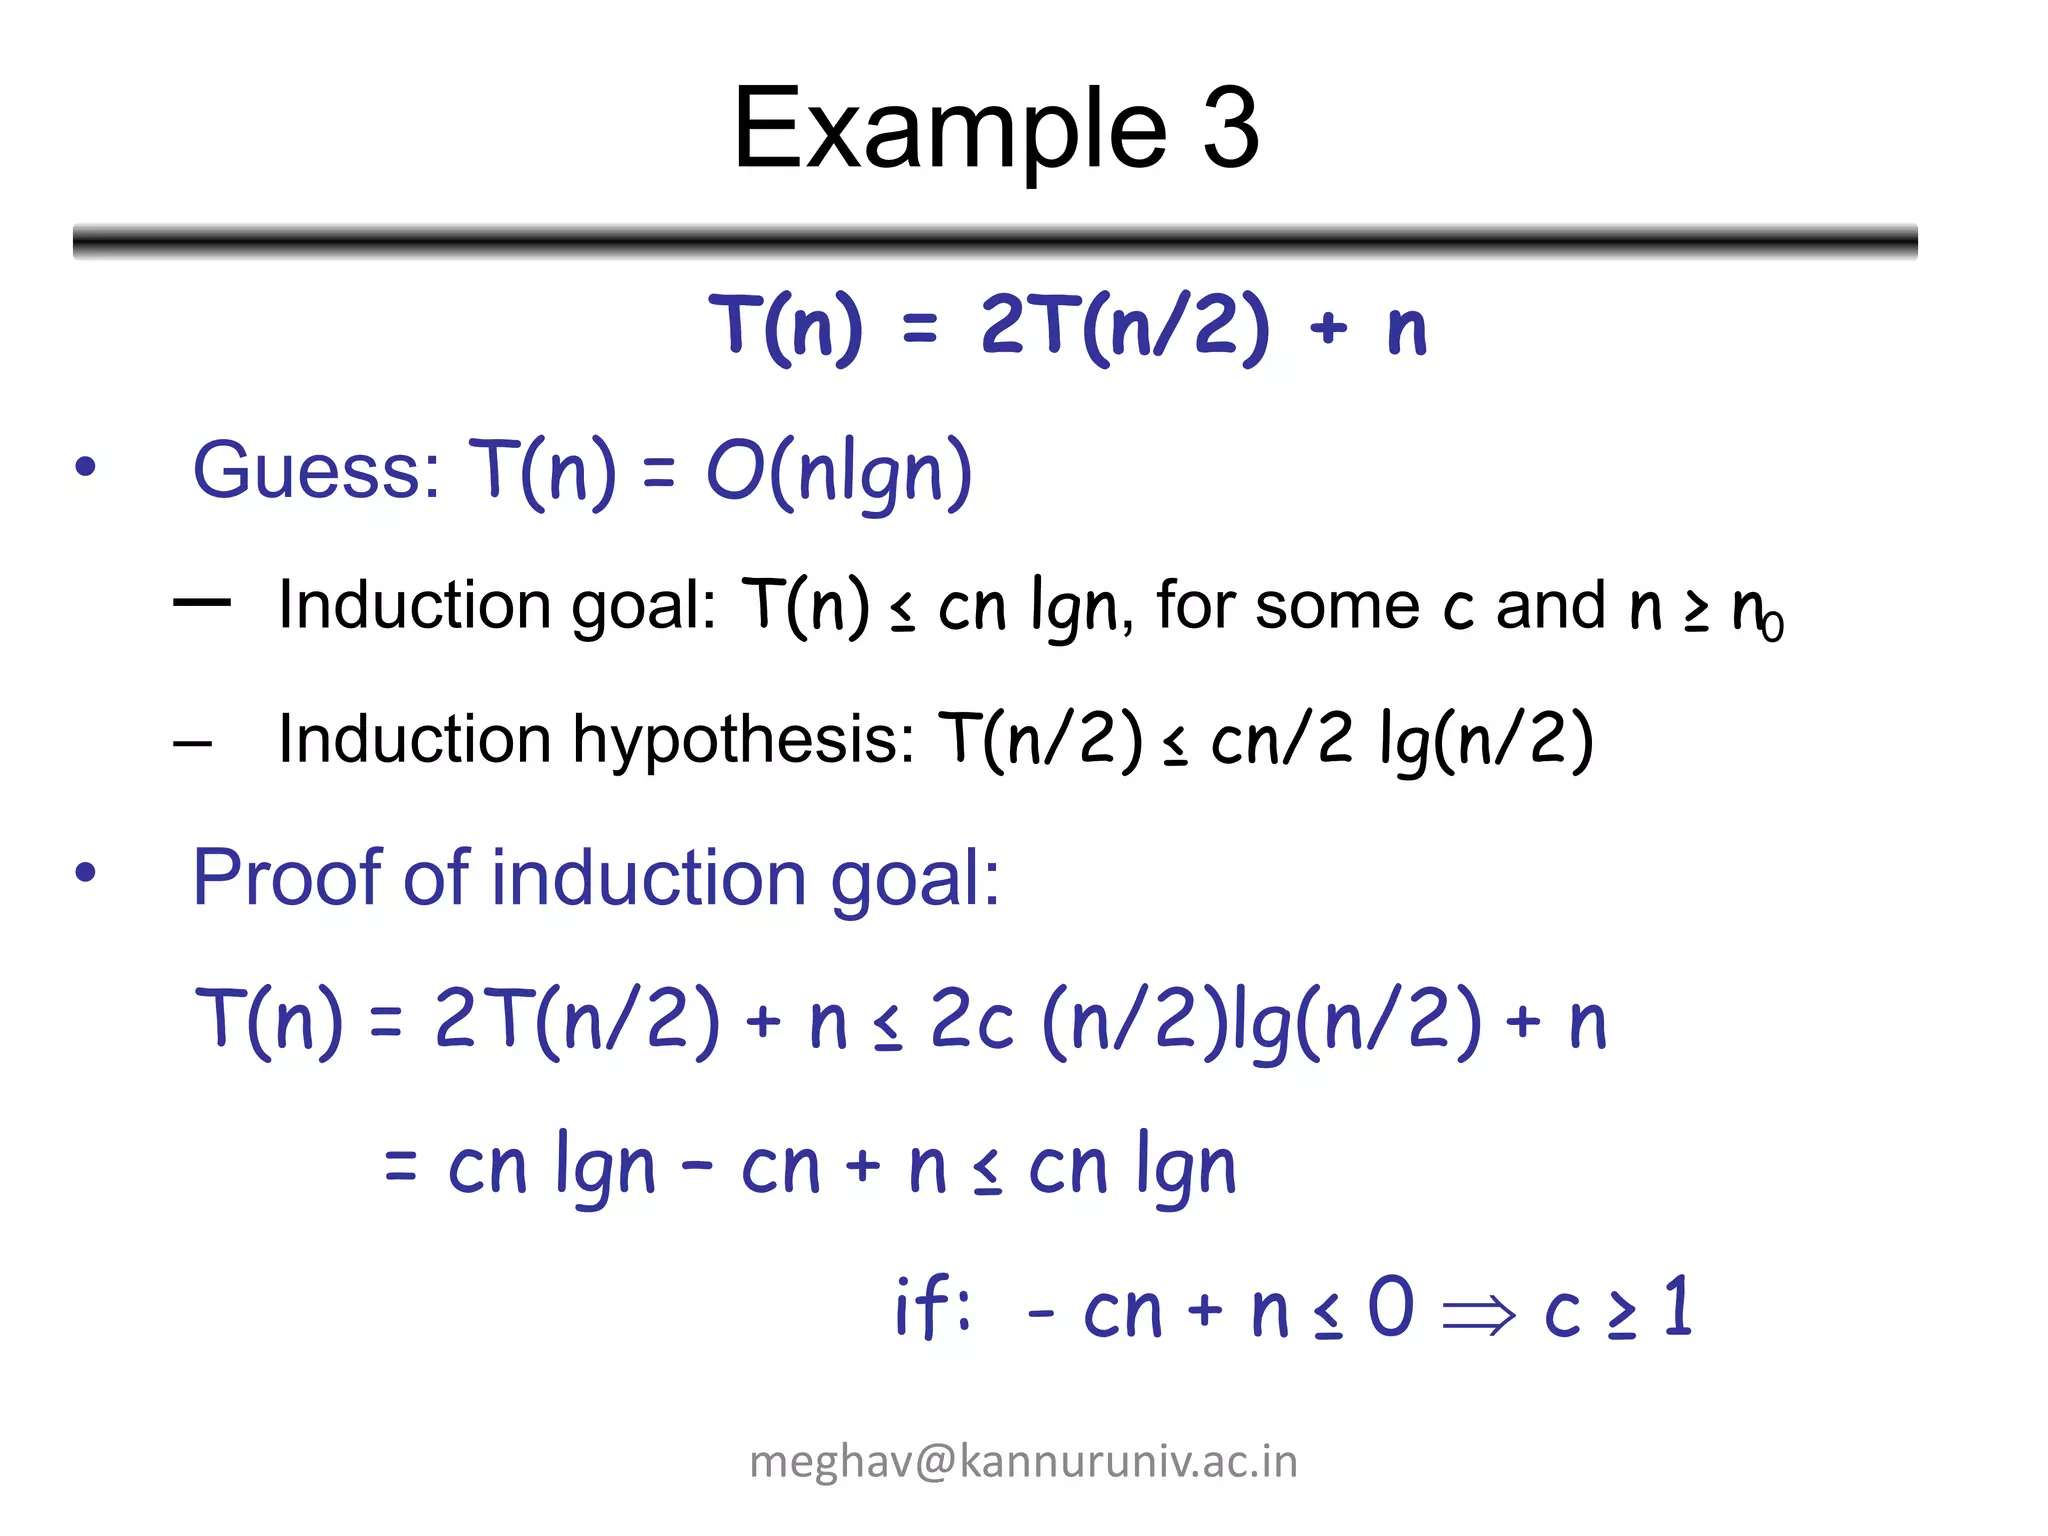 Example 3
T(n) = 2T(n/2) + n
• Guess: T(n) = O(nlgn)
– Induction goal: T(n) ≤ cn lgn, for some c and n ≥ n₀
– Induction hypothesis: T(n/2) ≤ cn/2 lg(n/2)
• Proof of induction goal:
T(n) = 2T(n/2) + n ≤ 2c (n/2)lg(n/2) + n
= cn lgn – cn + n ≤ cn lgn
if: - cn + n ≤ 0 ⇒ c ≥ 1
meghav@kannuruniv.ac.in